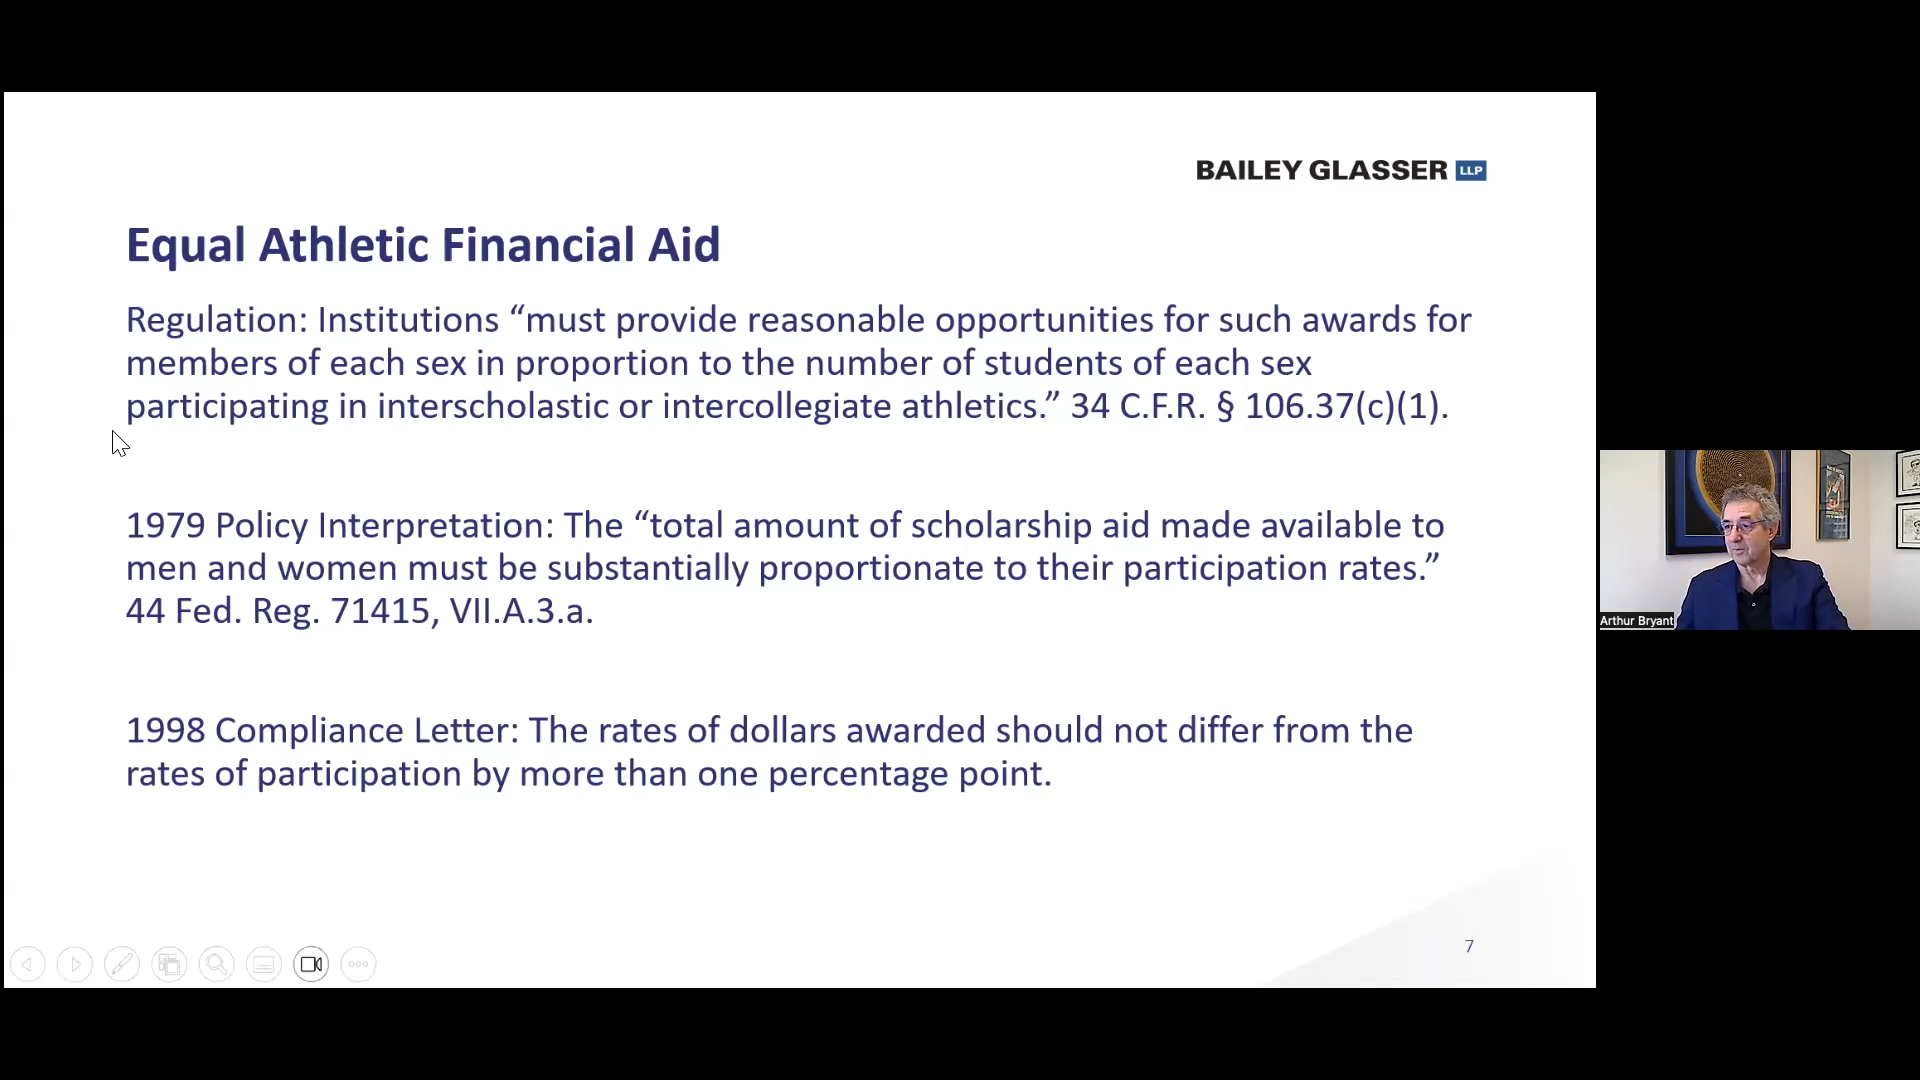 BAILEY GLASSER LLP
Equal Athletic Financial Aid
Regulation: Institutions “must provide reasonable opportunities for such awards for
members of each sex in proportion to the number of students of each sex
participating in interscholastic or intercollegiate athletics.” 34 C.F.R. § 106.37(c)(1).
1979 Policy Interpretation: The “total amount of scholarship aid made available to
men and women must be substantially proportionate to their participation rates.”
44 Fed. Reg. 71415, VII.A.3.a.
1998 Compliance Letter: The rates of dollars awarded should not differ from the
rates of participation by more than one percentage point.
7
Arthur Bryant